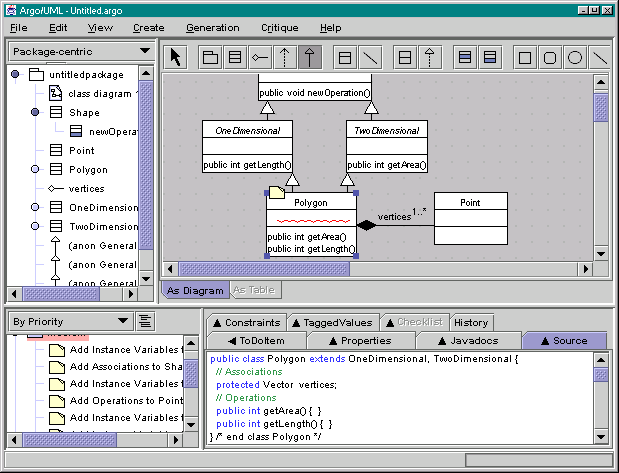 Argo/UML - Untitled.argo
File Edit View Create Generation Critique Help
Package-centric
untitledpackage
class diagram
Shape
newOpera
Point
Polygon
vertices
OneDimension
TwoDimension
(anon General
(anon General
(anon General
public void newOperation()
OneDimensional
public int getLength()
TwoDimensional
public int getArea()
Polygon
public int getArea()
public int getLength()
vertices
1..*
Point
As Diagram As Table
By Priority
Medium
Add Instance Variables t
Add Associations to Sha
Add Instance Variables t
Add Operations to Point
Add Instance Variables t
Constraints TaggedValues Checklist History
ToDoItem Properties Javadocs Source
public class Polygon extends OneDimensional, TwoDimensional {
// Associations
protected Vector vertices;
// Operations
public int getArea() { }
public int getLength() { }
} /* end class Polygon */